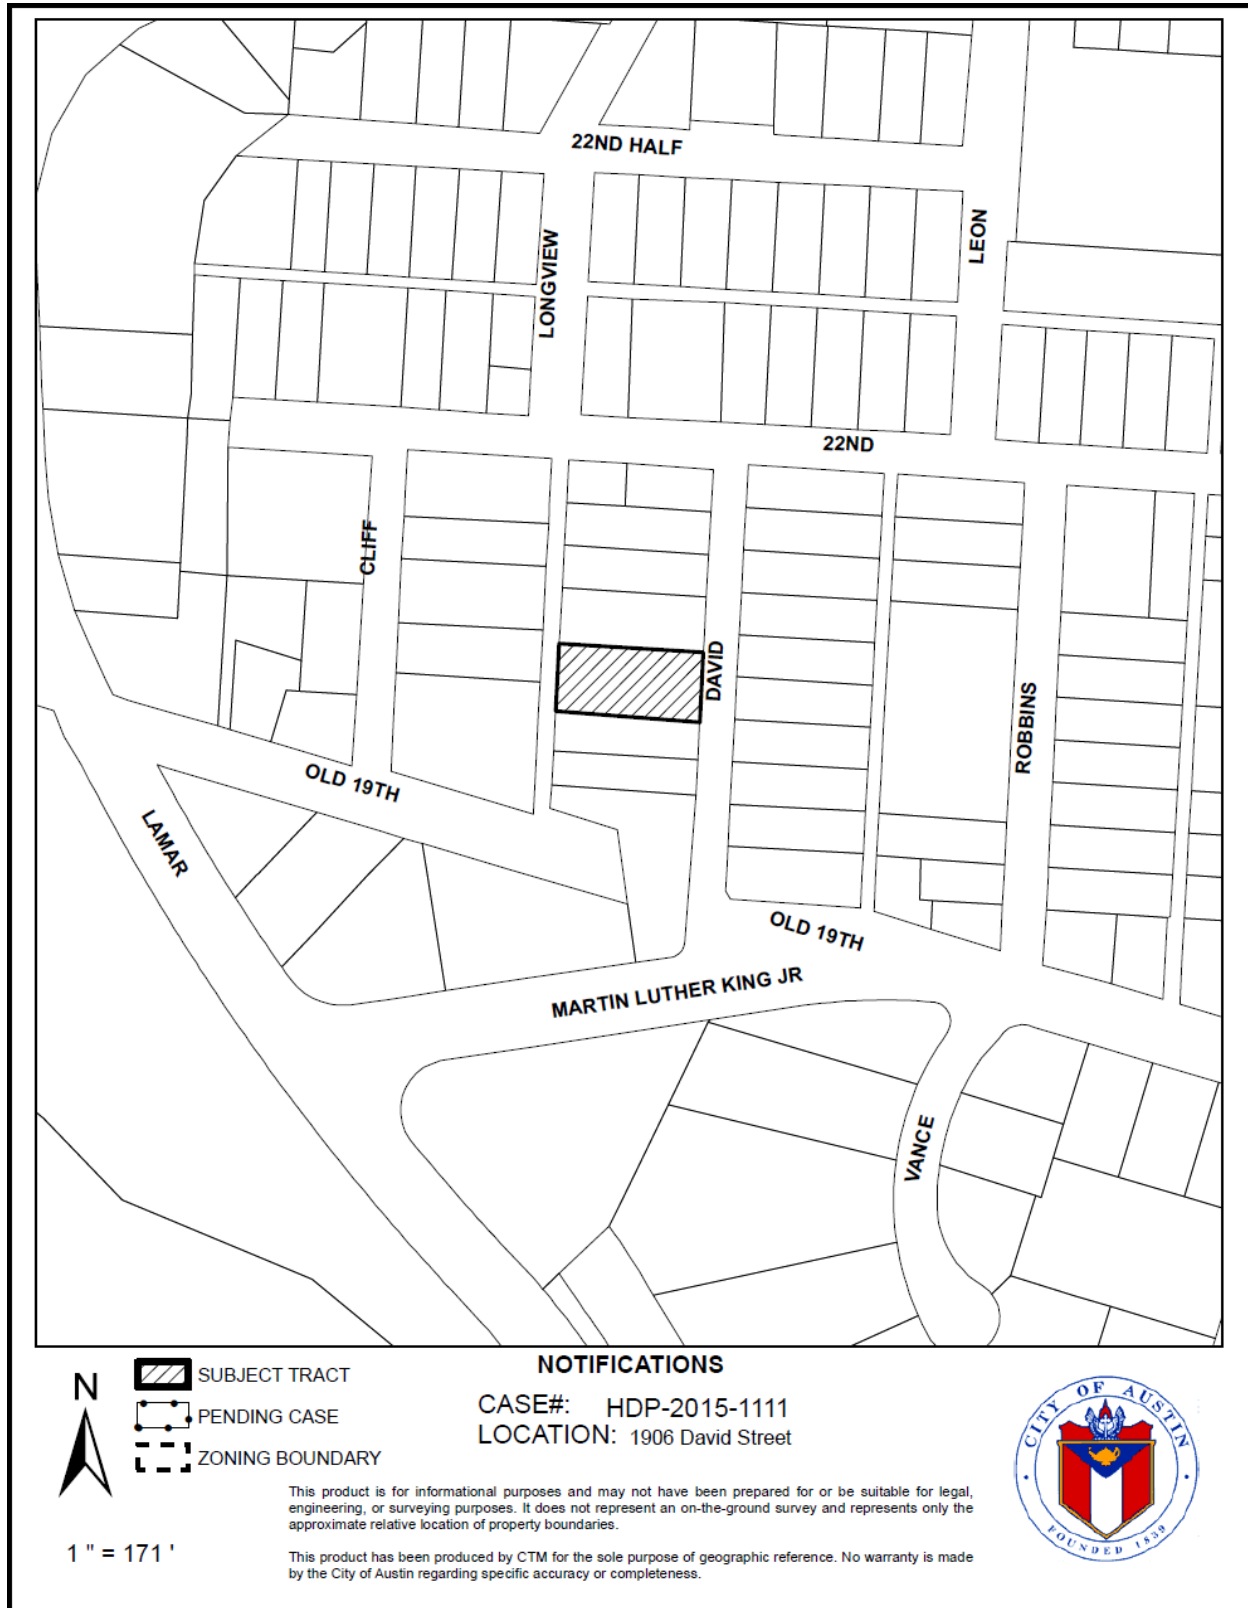 22ND HALF
LEON
LONGVIEW
22ND
CLIFF
DAVID
ROBBINS
OLD 19TH
LAMAR
OLD 19TH
MARTIN LUTHER KING JR
VANCE
N
SUBJECT TRACT
PENDING CASE
ZONING BOUNDARY
1 " = 171 '
NOTIFICATIONS
CASE#: HDP-2015-1111
LOCATION: 1906 David Street
This product is for informational purposes and may not have been prepared for or be suitable for legal,
engineering, or surveying purposes. It does not represent an on-the-ground survey and represents only the
approximate relative location of property boundaries.
This product has been produced by CTM for the sole purpose of geographic reference. No warranty is made
by the City of Austin regarding specific accuracy or completeness.
CITY OF AUSTIN
FOUNDED 1839